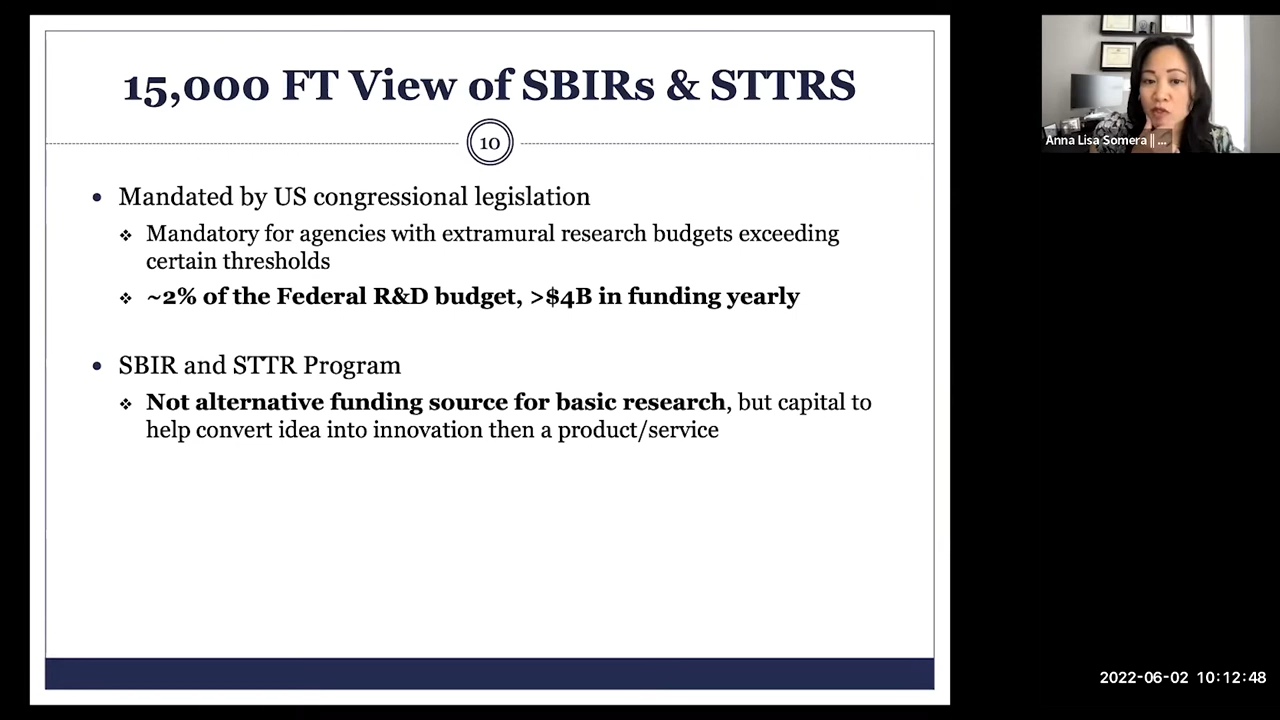 15,000 FT View of SBIRs & STTRS
10
• Mandated by US congressional legislation
❖ Mandatory for agencies with extramural research budgets exceeding
certain thresholds
❖ ~2% of the Federal R&D budget, >$4B in funding yearly
• SBIR and STTR Program
❖ Not alternative funding source for basic research, but capital to
help convert idea into innovation then a product/service
Anna Lisa Somera || ...
2022-06-02 10:12:48